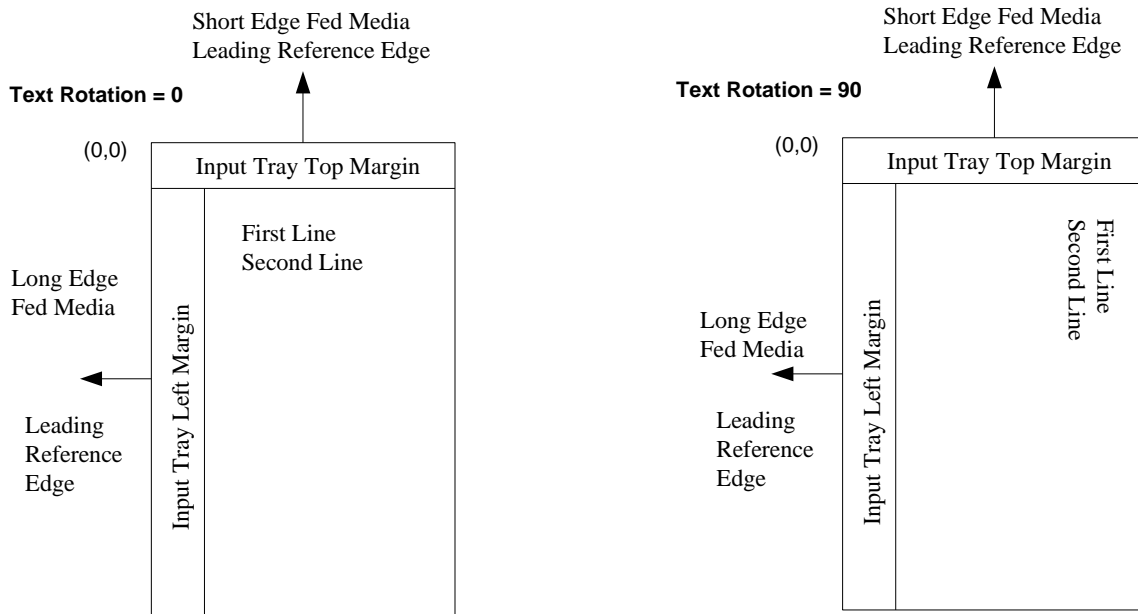 Short Edge Fed Media
Leading Reference Edge
Text Rotation = 0
(0,0)
Input Tray Top Margin
First Line
Second Line
Long Edge
Fed Media
Input Tray Left Margin
Leading
Reference
Edge
Short Edge Fed Media
Leading Reference Edge
Text Rotation = 90
(0,0)
Input Tray Top Margin
First Line
Second Line
Long Edge
Fed Media
Input Tray Left Margin
Leading
Reference
Edge